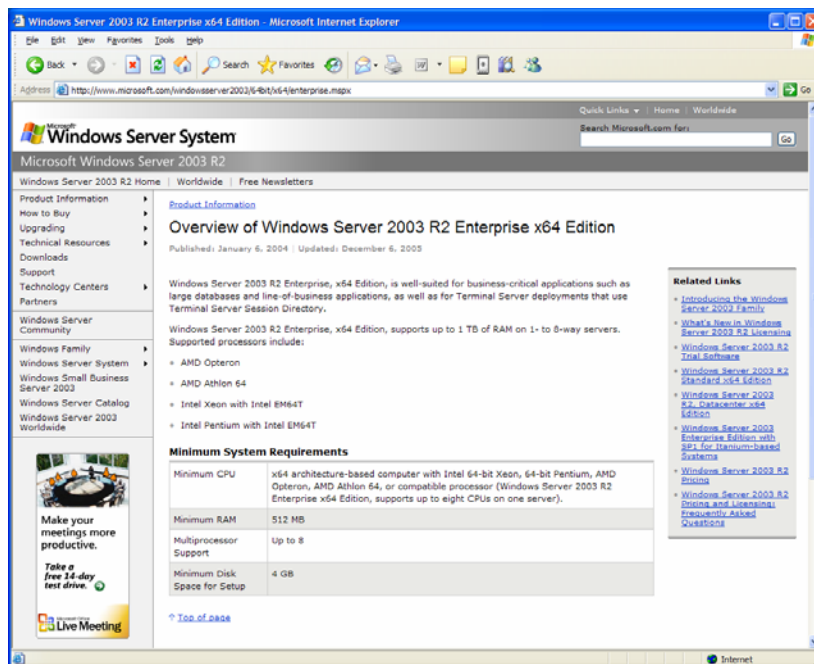 Windows Server 2003 R2 Enterprise x64 Edition - Microsoft Internet Explorer
File Edit View Favorites Tools Help
Back Search Favorites
Address http://www.microsoft.com/windowsserver2003/64bit/x64/enterprise.mspx Go
Quick Links | Home | Worldwide
Microsoft
Windows Server System
Search Microsoft.com for:
Go
Microsoft Windows Server 2003 R2
Windows Server 2003 R2 Home | Worldwide | Free Newsletters
Product Information
How to Buy
Upgrading
Technical Resources
Downloads
Support
Technology Centers
Partners
Windows Server
Community
Windows Family
Windows Server System
Windows Small Business
Server 2003
Windows Server Catalog
Windows Server 2003
Worldwide
Make your
meetings more
productive.
Take a
free 14-day
test drive.
Microsoft Office
Live Meeting
Product Information
Overview of Windows Server 2003 R2 Enterprise x64 Edition
Published: January 6, 2004 | Updated: December 6, 2005
Windows Server 2003 R2 Enterprise, x64 Edition, is well-suited for business-critical applications such as
large databases and line-of-business applications, as well as for Terminal Server deployments that use
Terminal Server Session Directory.
Windows Server 2003 R2 Enterprise, x64 Edition, supports up to 1 TB of RAM on 1- to 8-way servers.
Supported processors include:
AMD Opteron
AMD Athlon 64
Intel Xeon with Intel EM64T
Intel Pentium with Intel EM64T
Minimum System Requirements
Minimum CPU x64 architecture-based computer with Intel 64-bit Xeon, 64-bit Pentium, AMD
Opteron, AMD Athlon 64, or compatible processor (Windows Server 2003 R2
Enterprise x64 Edition, supports up to eight CPUs on one server).
Minimum RAM 512 MB
Multiprocessor Up to 8
Support
Minimum Disk 4 GB
Space for Setup
Top of page
Related Links
Introducing the Windows
Server 2003 Family
What's New in Windows
Server 2003 R2 Licensing
Windows Server 2003 R2
Trial Software
Windows Server 2003 R2
Standard x64 Edition
Windows Server 2003
R2, Datacenter x64
Edition
Windows Server 2003
Enterprise Edition with
SP1 for Itanium-based
Systems
Windows Server 2003 R2
Pricing
Windows Server 2003 R2
Pricing and Licensing:
Frequently Asked
Questions
Internet